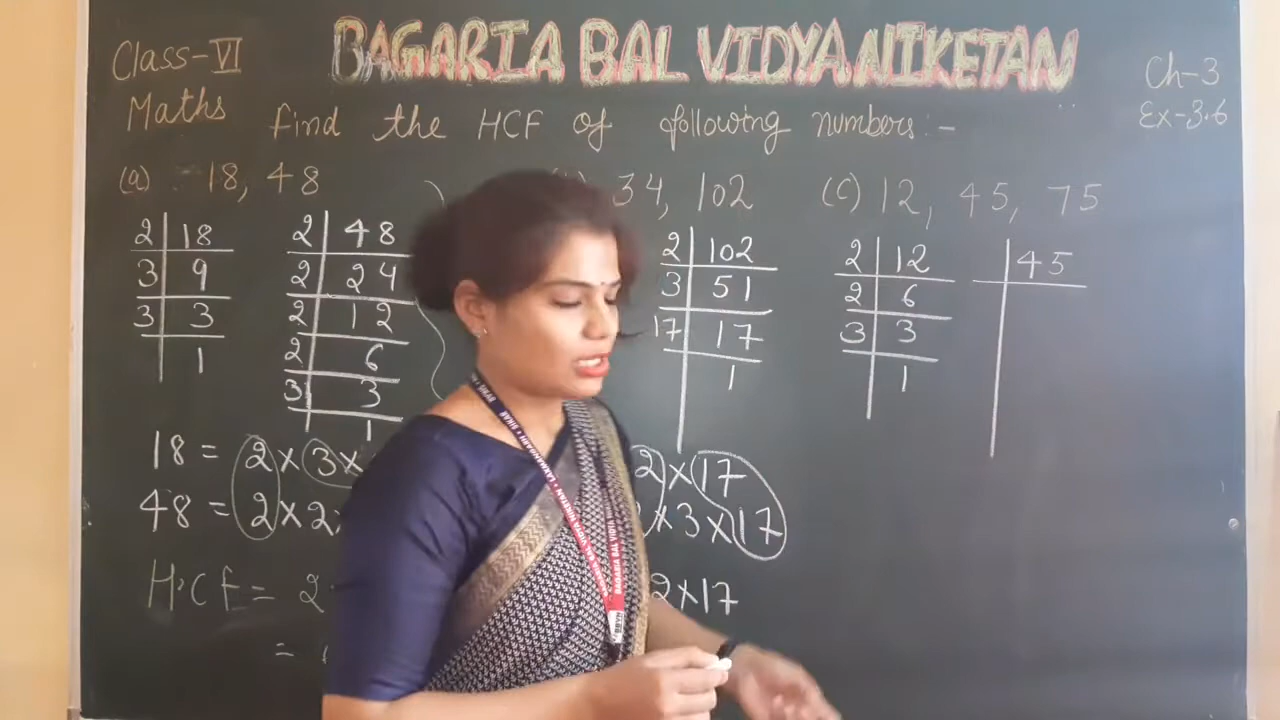 Class-VI
BAGARIA BAL VIDYA NIKETAN
Ch-3
Maths
Ex-3.6
find the HCF of following numbers:-
(a) 18, 48
34, 102
(c) 12, 45, 75
2 18
3 9
3 3
1
2 48
2 24
2 12
2 6
3 3
1
2 102
3 51
17 17
1
2 12
2 6
3 3
1
45
18 = 2 × 3 ×
48 = 2 × 2
H.C.F = 2
=
2 × 17
× 3 × 17
2 × 17